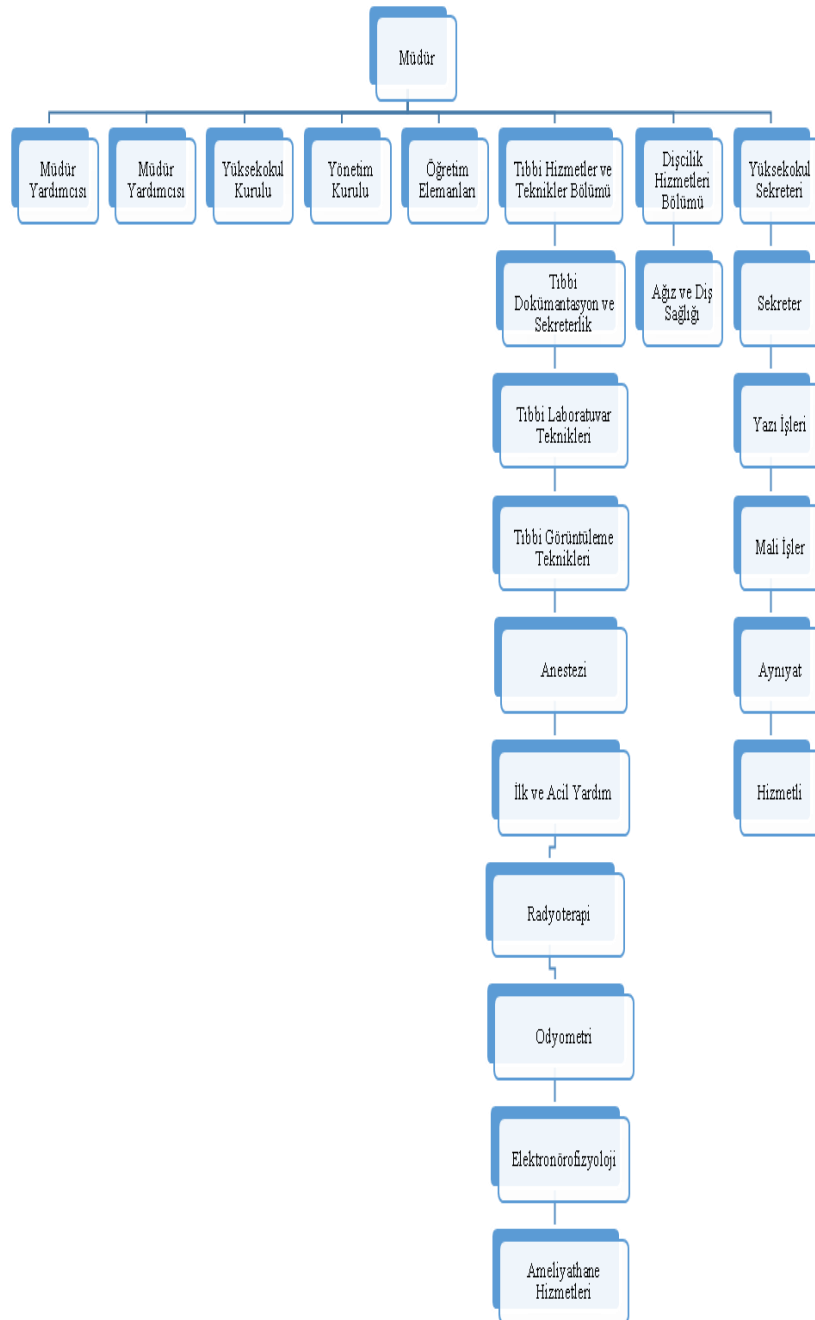 Müdür
Müdür
Yardımcısı
Müdür
Yardımcısı
Yüksekokul
Kurulu
Yönetim
Kurulu
Öğretim
Elemanları
Tıbbi Hizmetler ve
Teknikler Bölümü
Dişcilik
Hizmetleri
Bölümü
Yüksekokul
Sekreteri
Tıbbi
Dokümantasyon ve
Sekreterlik
Ağız ve Diş
Sağlığı
Sekreter
Tıbbi Laboratuvar
Teknikleri
Yazı İşleri
Tıbbi Görüntüleme
Teknikleri
Mali İşler
Anestezi
Aynıyat
İlk ve Acil Yardım
Hizmetli
Radyoterapi
Odyometri
Elektronörofizyoloji
Ameliyathane
Hizmetleri